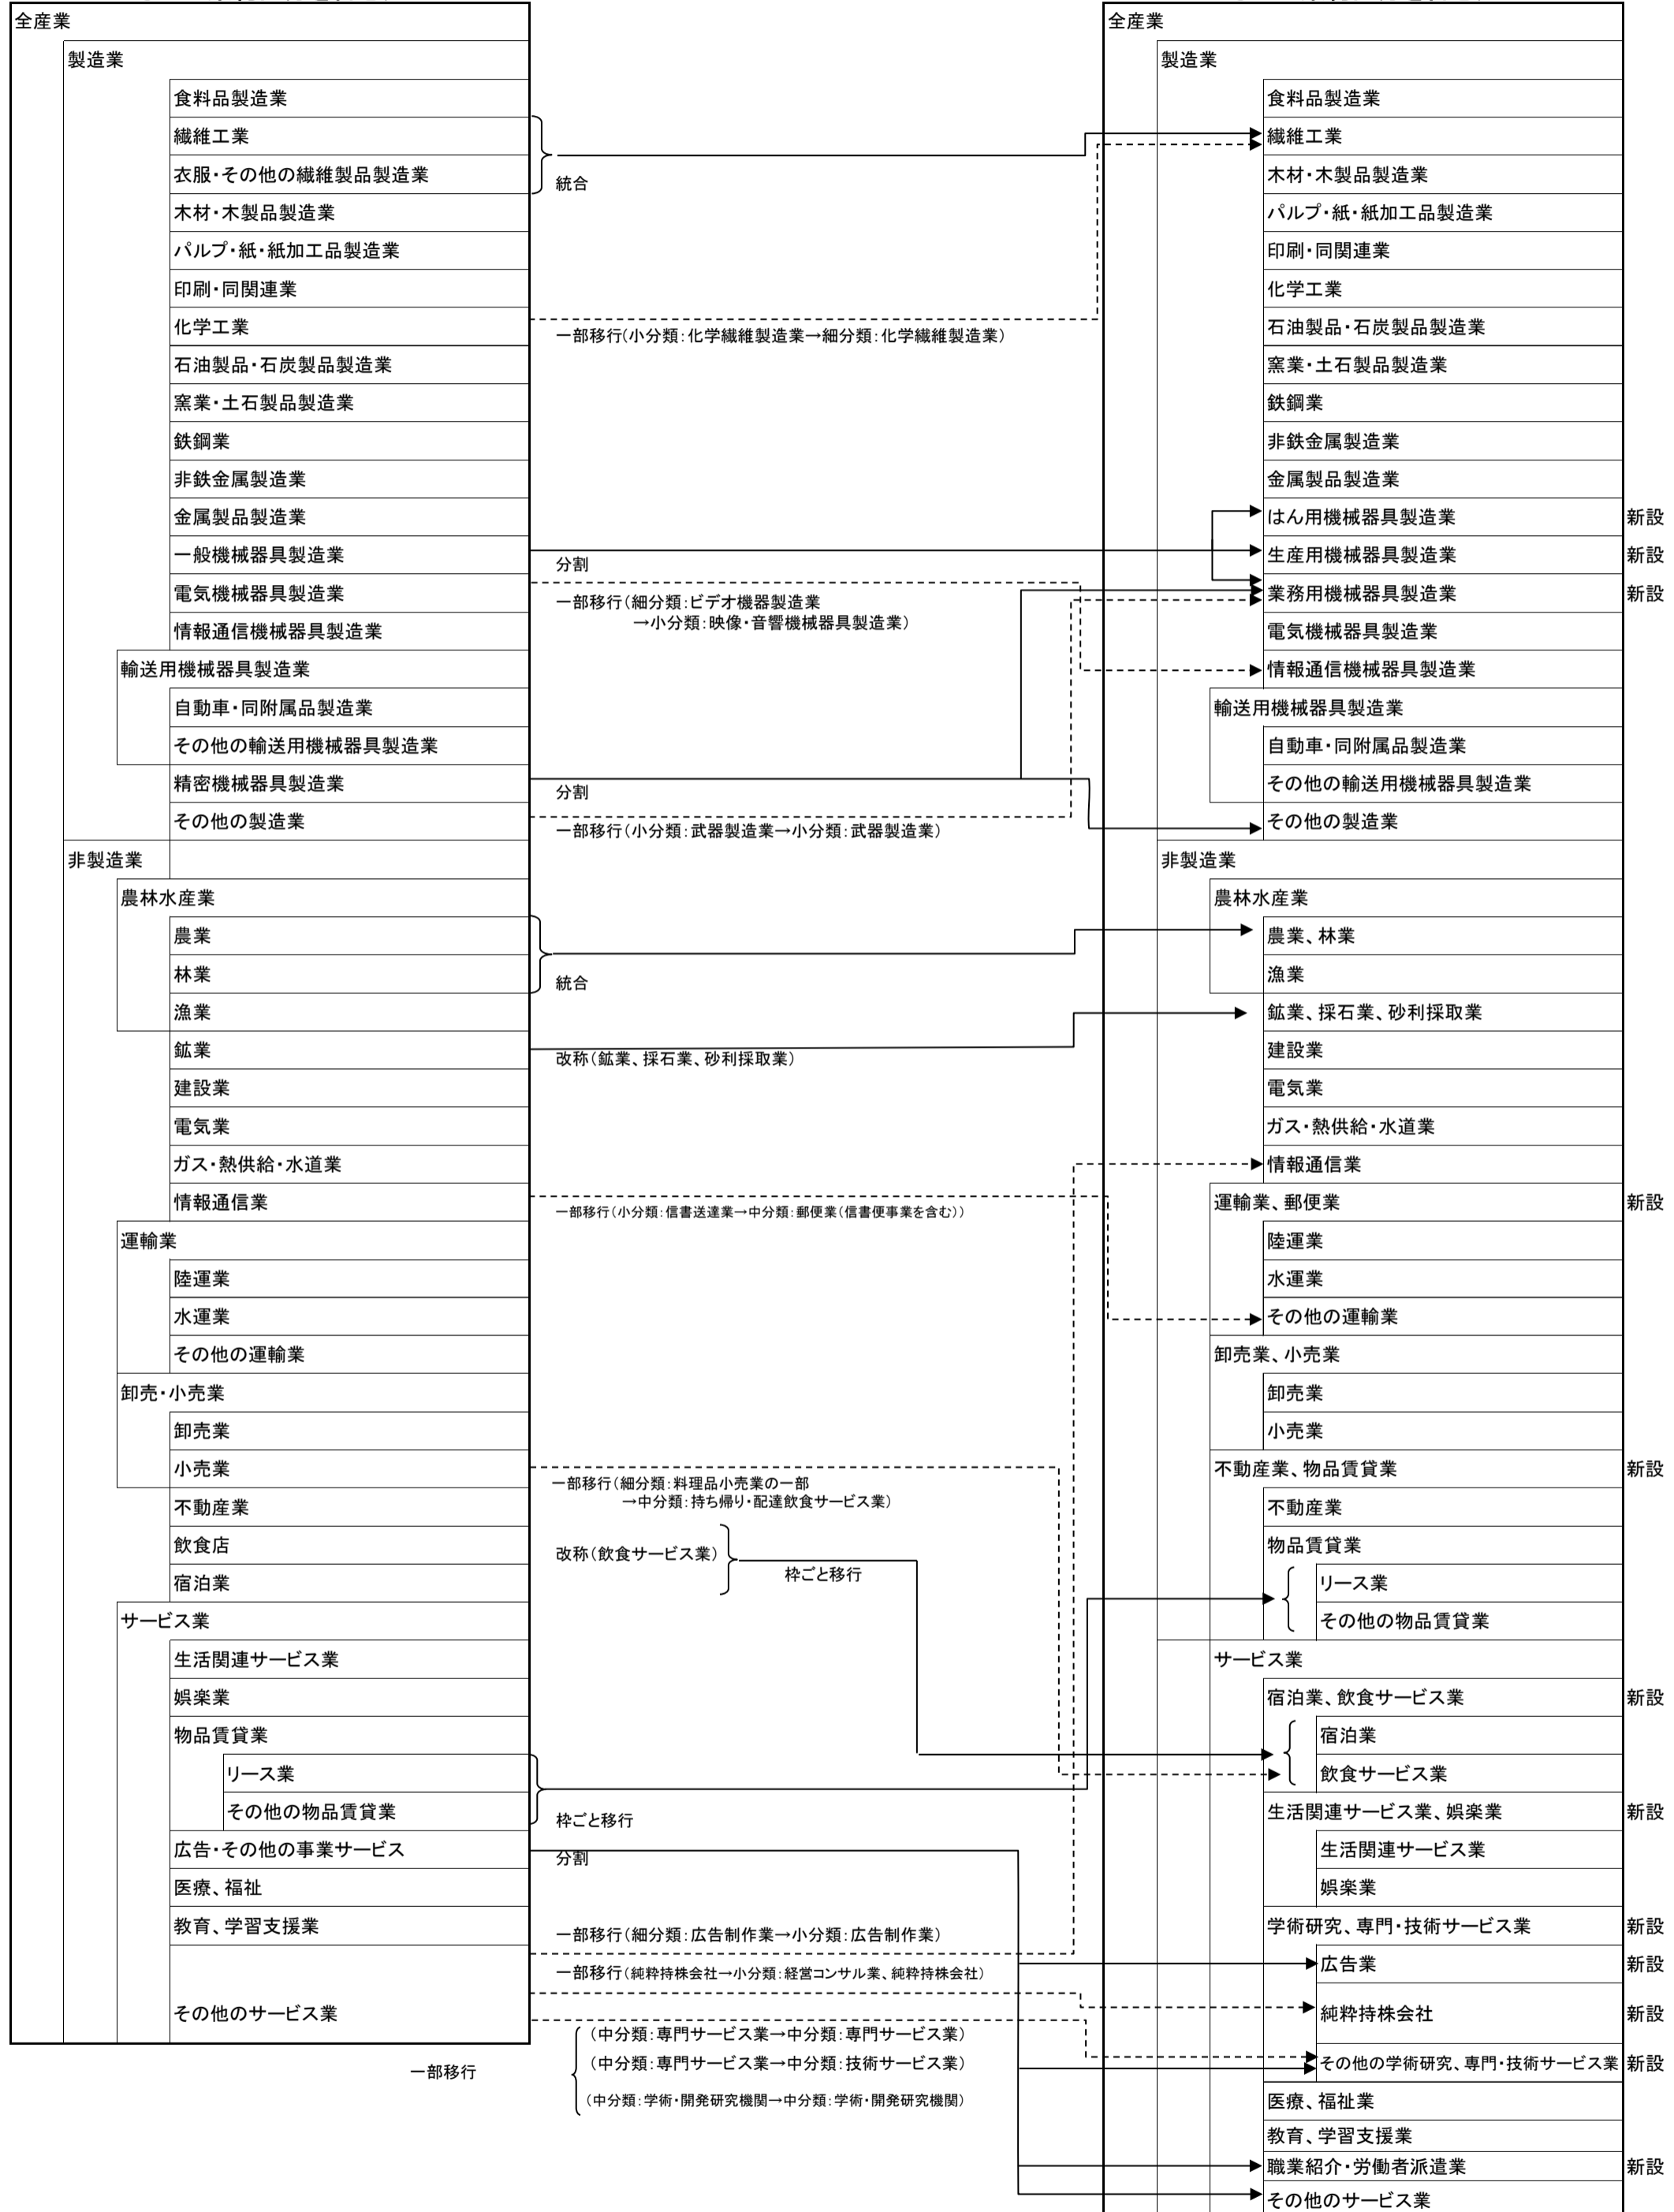 全産業
製造業
食料品製造業
繊維工業
衣服・その他の繊維製品製造業
木材・木製品製造業
パルプ・紙・紙加工品製造業
印刷・同関連業
化学工業
石油製品・石炭製品製造業
窯業・土石製品製造業
鉄鋼業
非鉄金属製造業
金属製品製造業
一般機械器具製造業
電気機械器具製造業
情報通信機械器具製造業
輸送用機械器具製造業
自動車・同附属品製造業
その他の輸送用機械器具製造業
精密機械器具製造業
その他の製造業
非製造業
農林水産業
農業
林業
漁業
鉱業
建設業
電気業
ガス・熱供給・水道業
情報通信業
運輸業
陸運業
水運業
その他の運輸業
卸売・小売業
卸売業
小売業
不動産業
飲食店
宿泊業
サービス業
生活関連サービス業
娯楽業
物品賃貸業
リース業
その他の物品賃貸業
広告・その他の事業サービス
医療、福祉
教育、学習支援業
その他のサービス業
統合
一部移行(小分類:化学繊維製造業→細分類:化学繊維製造業)
分割
一部移行(細分類:ビデオ機器製造業
→小分類:映像・音響機械器具製造業)
分割
一部移行(小分類:武器製造業→小分類:武器製造業)
統合
改称(鉱業、採石業、砂利採取業)
一部移行(小分類:信書送達業→中分類:郵便業(信書便事業を含む))
一部移行(細分類:料理品小売業の一部
→中分類:持ち帰り・配達飲食サービス業)
改称(飲食サービス業)
枠ごと移行
枠ごと移行
分割
一部移行(細分類:広告制作業→小分類:広告制作業)
一部移行(純粋持株会社→小分類:経営コンサル業、純粋持株会社)
一部移行
(中分類:専門サービス業→中分類:専門サービス業)
(中分類:専門サービス業→中分類:技術サービス業)
(中分類:学術・開発研究機関→中分類:学術・開発研究機関)
全産業
製造業
食料品製造業
繊維工業
木材・木製品製造業
パルプ・紙・紙加工品製造業
印刷・同関連業
化学工業
石油製品・石炭製品製造業
窯業・土石製品製造業
鉄鋼業
非鉄金属製造業
金属製品製造業
はん用機械器具製造業 新設
生産用機械器具製造業 新設
業務用機械器具製造業 新設
電気機械器具製造業
情報通信機械器具製造業
輸送用機械器具製造業
自動車・同附属品製造業
その他の輸送用機械器具製造業
その他の製造業
非製造業
農林水産業
農業、林業
漁業
鉱業、採石業、砂利採取業
建設業
電気業
ガス・熱供給・水道業
情報通信業
運輸業、郵便業 新設
陸運業
水運業
その他の運輸業
卸売業、小売業
卸売業
小売業
不動産業、物品賃貸業 新設
不動産業
物品賃貸業
リース業
その他の物品賃貸業
サービス業
宿泊業、飲食サービス業 新設
宿泊業
飲食サービス業
生活関連サービス業、娯楽業 新設
生活関連サービス業
娯楽業
学術研究、専門・技術サービス業 新設
広告業 新設
純粋持株会社 新設
その他の学術研究、専門・技術サービス業 新設
医療、福祉業
教育、学習支援業
職業紹介・労働者派遣業 新設
その他のサービス業